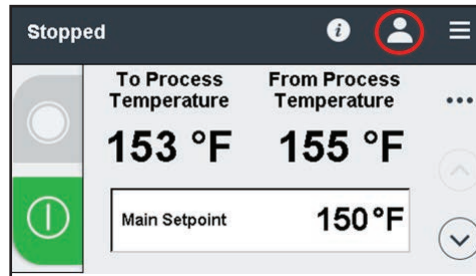 Stopped
To Process
Temperature
From Process
Temperature
153 °F
155 °F
Main Setpoint
150°F